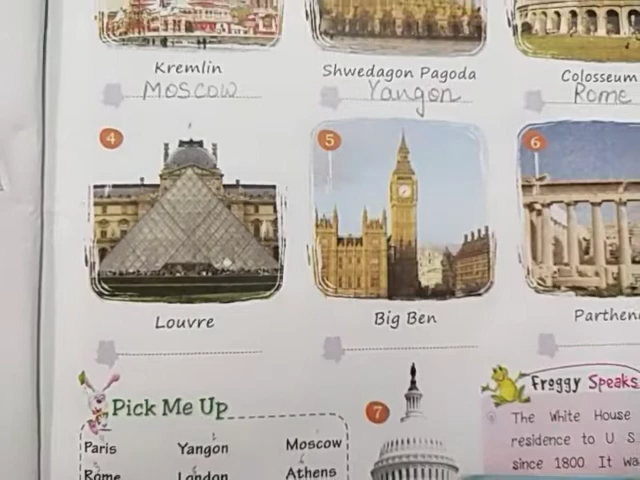 Kremlin Shwedagon Pagoda Colosseum
Moscow Yangon Rome
4 5 6
Louvre Big Ben Parthen
Pick Me Up
7
Froggy Speaks
Paris Yangon Moscow
Rome London Athens
The White House
residence to U S
since 1800 It wa